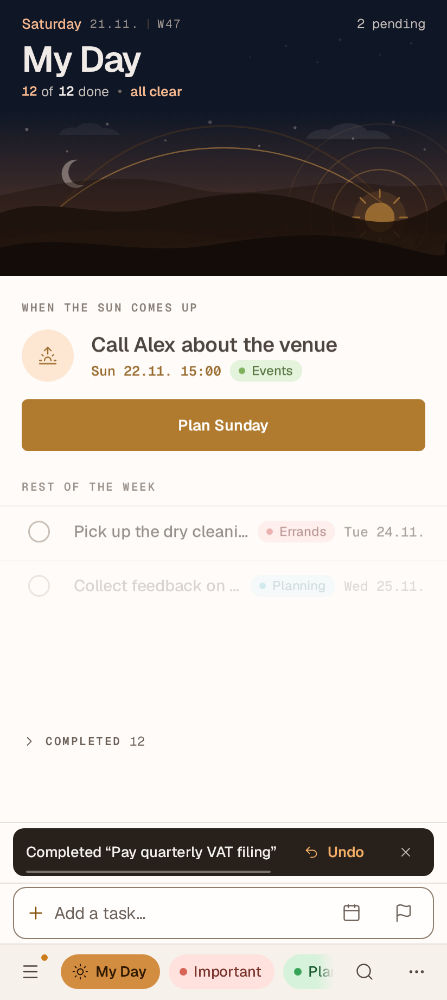 Saturday 21.11. | W47
2 pending
My Day
12 of 12 done • all clear
WHEN THE SUN COMES UP
Call Alex about the venue
Sun 22.11. 15:00 Events
Plan Sunday
REST OF THE WEEK
Pick up the dry cleani… Errands Tue 24.11.
Collect feedback on … Planning Wed 25.11.
COMPLETED 12
Completed “Pay quarterly VAT filing” Undo
Add a task…
My Day Important Pla